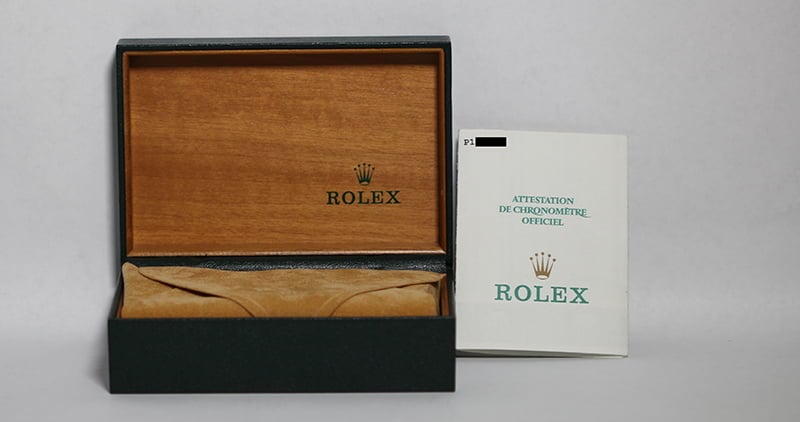 ROLEX
P1
ATTESTATION
DE CHRONOMÈTRE
OFFICIEL
ROLEX